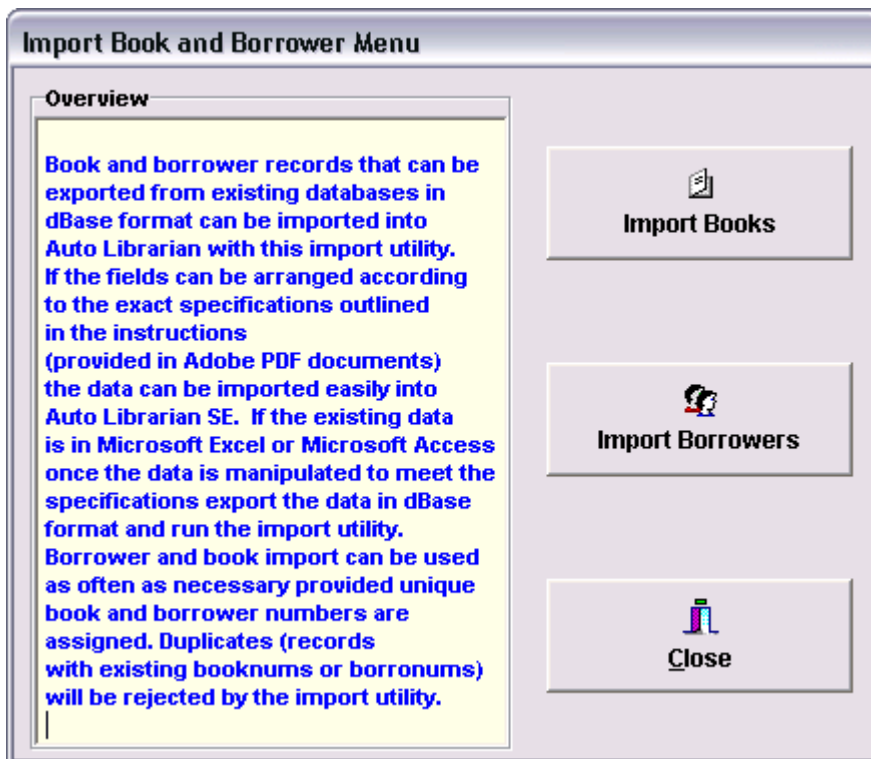 Import Book and Borrower Menu
Overview
Book and borrower records that can be
exported from existing databases in
dBase format can be imported into
Auto Librarian with this import utility.
If the fields can be arranged according
to the exact specifications outlined
in the instructions
(provided in Adobe PDF documents)
the data can be imported easily into
Auto Librarian SE.  If the existing data
is in Microsoft Excel or Microsoft Access
once the data is manipulated to meet the
specifications export the data in dBase
format and run the import utility.
Borrower and book import can be used
as often as necessary provided unique
book and borrower numbers are
assigned. Duplicates (records
with existing booknums or borronums)
will be rejected by the import utility.
Import Books
Import Borrowers
Close